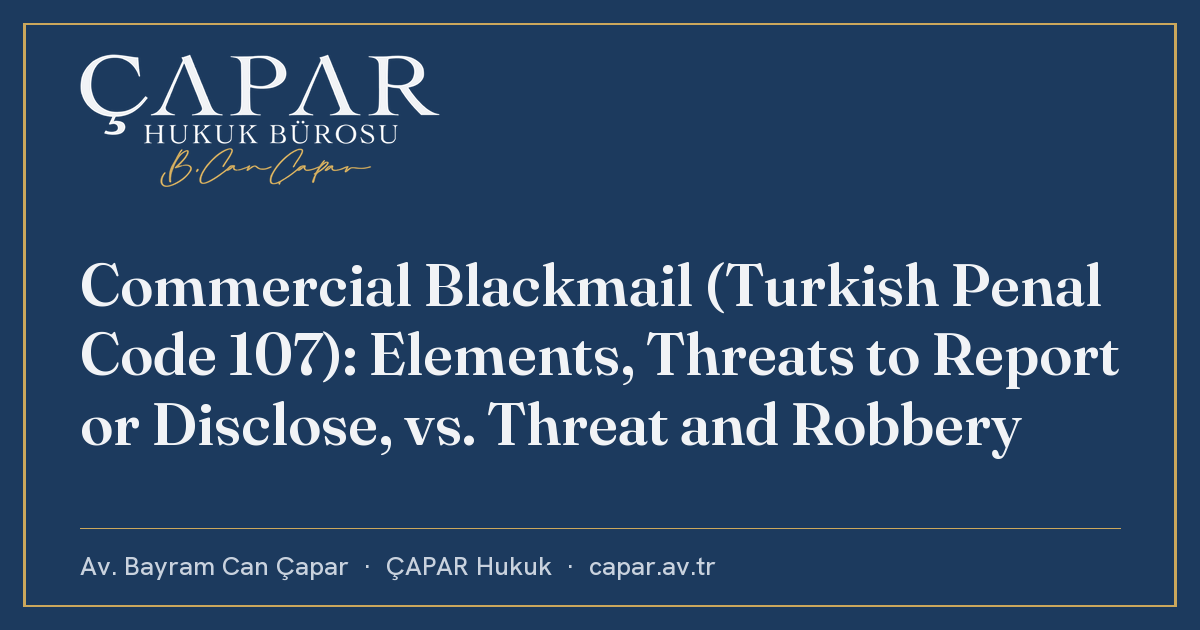 ÇAPAR
HUKUK BÜROSU
B.Can Çapar
Commercial Blackmail (Turkish Penal
Code 107): Elements, Threats to Report
or Disclose, vs. Threat and Robbery
Av. Bayram Can Çapar · ÇAPAR Hukuk · capar.av.tr